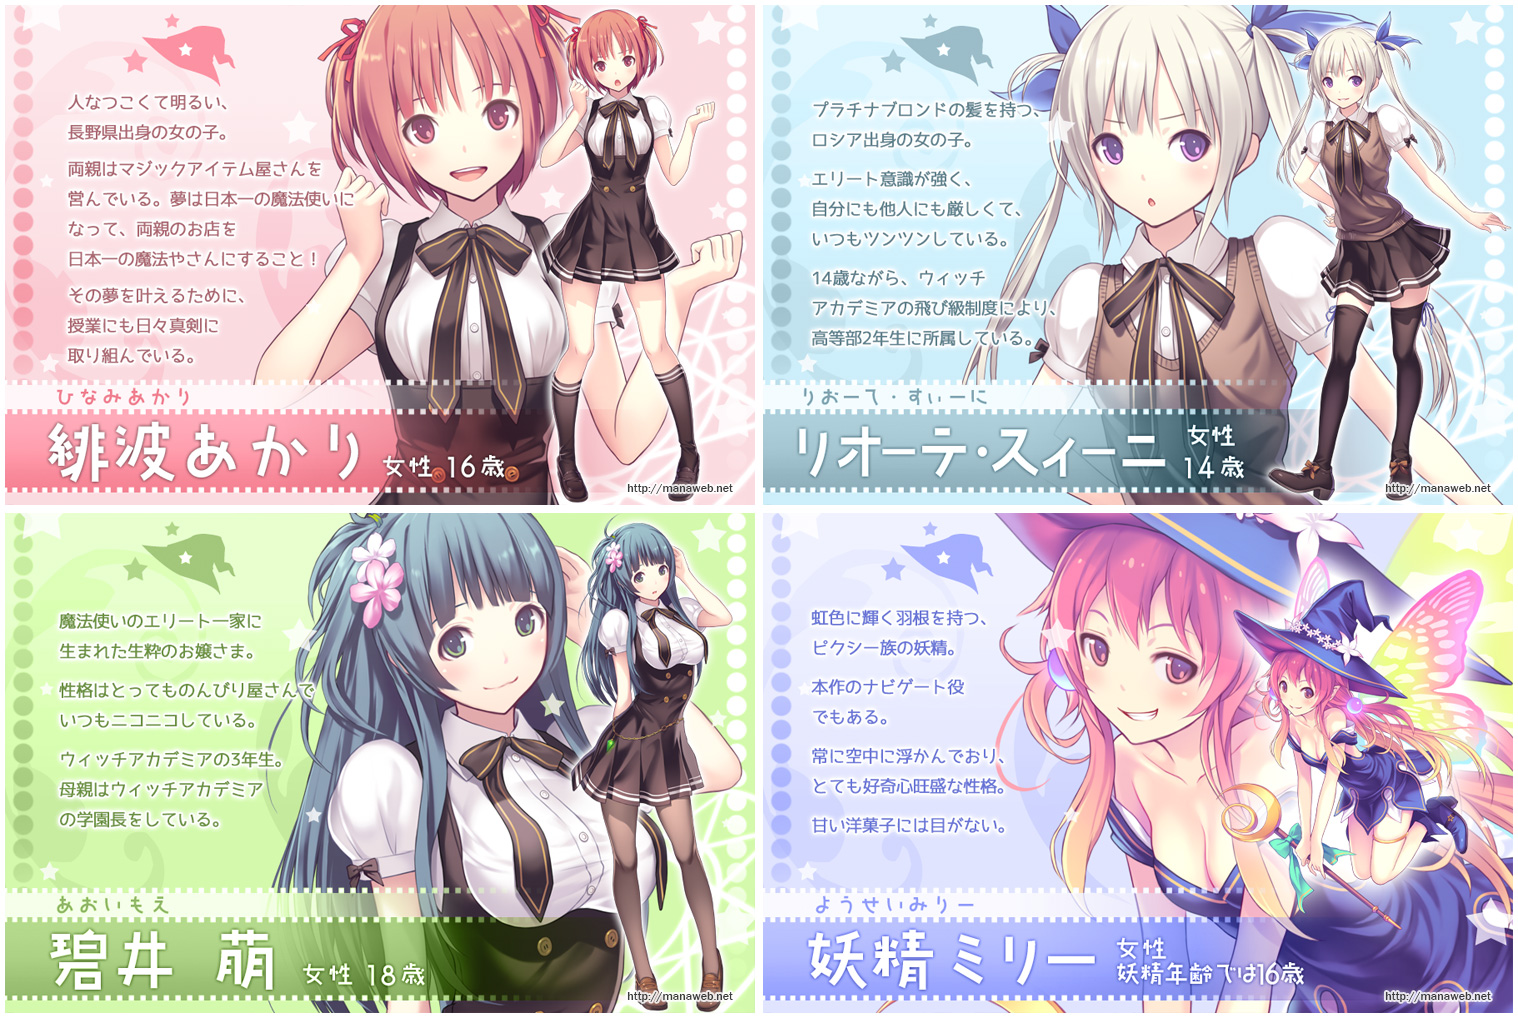 人なつこくて明るい、
長野県出身の女の子。
両親はマジックアイテム屋さんを
営んでいる。夢は日本一の魔法使いに
なって、両親のお店を
日本一の魔法やさんにすること！
その夢を叶えるために、
授業にも日々真剣に
取り組んでいる。
ひなみあかり
緋波あかり 女性 16歳
http://manaweb.net
プラチナブロンドの髪を持つ、
ロシア出身の女の子。
エリート意識が強く、
自分にも他人にも厳しくて、
いつもツンツンしている。
14歳ながら、ウィッチ
アカデミアの飛び級制度により、
高等部2年生に所属している。
りおーて・すぃーに
リオーテ・スィーニ 女性
14歳
http://manaweb.net
魔法使いのエリート一家に
生まれた生粋のお嬢さま。
性格はとってものんびり屋さんで
いつもニコニコしている。
ウィッチアカデミアの3年生。
母親はウィッチアカデミア
の学園長をしている。
あおいもえ
碧井 萌 女性 18歳
http://manaweb.net
虹色に輝く羽根を持つ、
ピクシー族の妖精。
本作のナビゲート役
でもある。
常に空中に浮かんでおり、
とても好奇心旺盛な性格。
甘い洋菓子には目がない。
ようせいみりー
妖精ミリー 女性
妖精年齢では16歳
http://manaweb.net